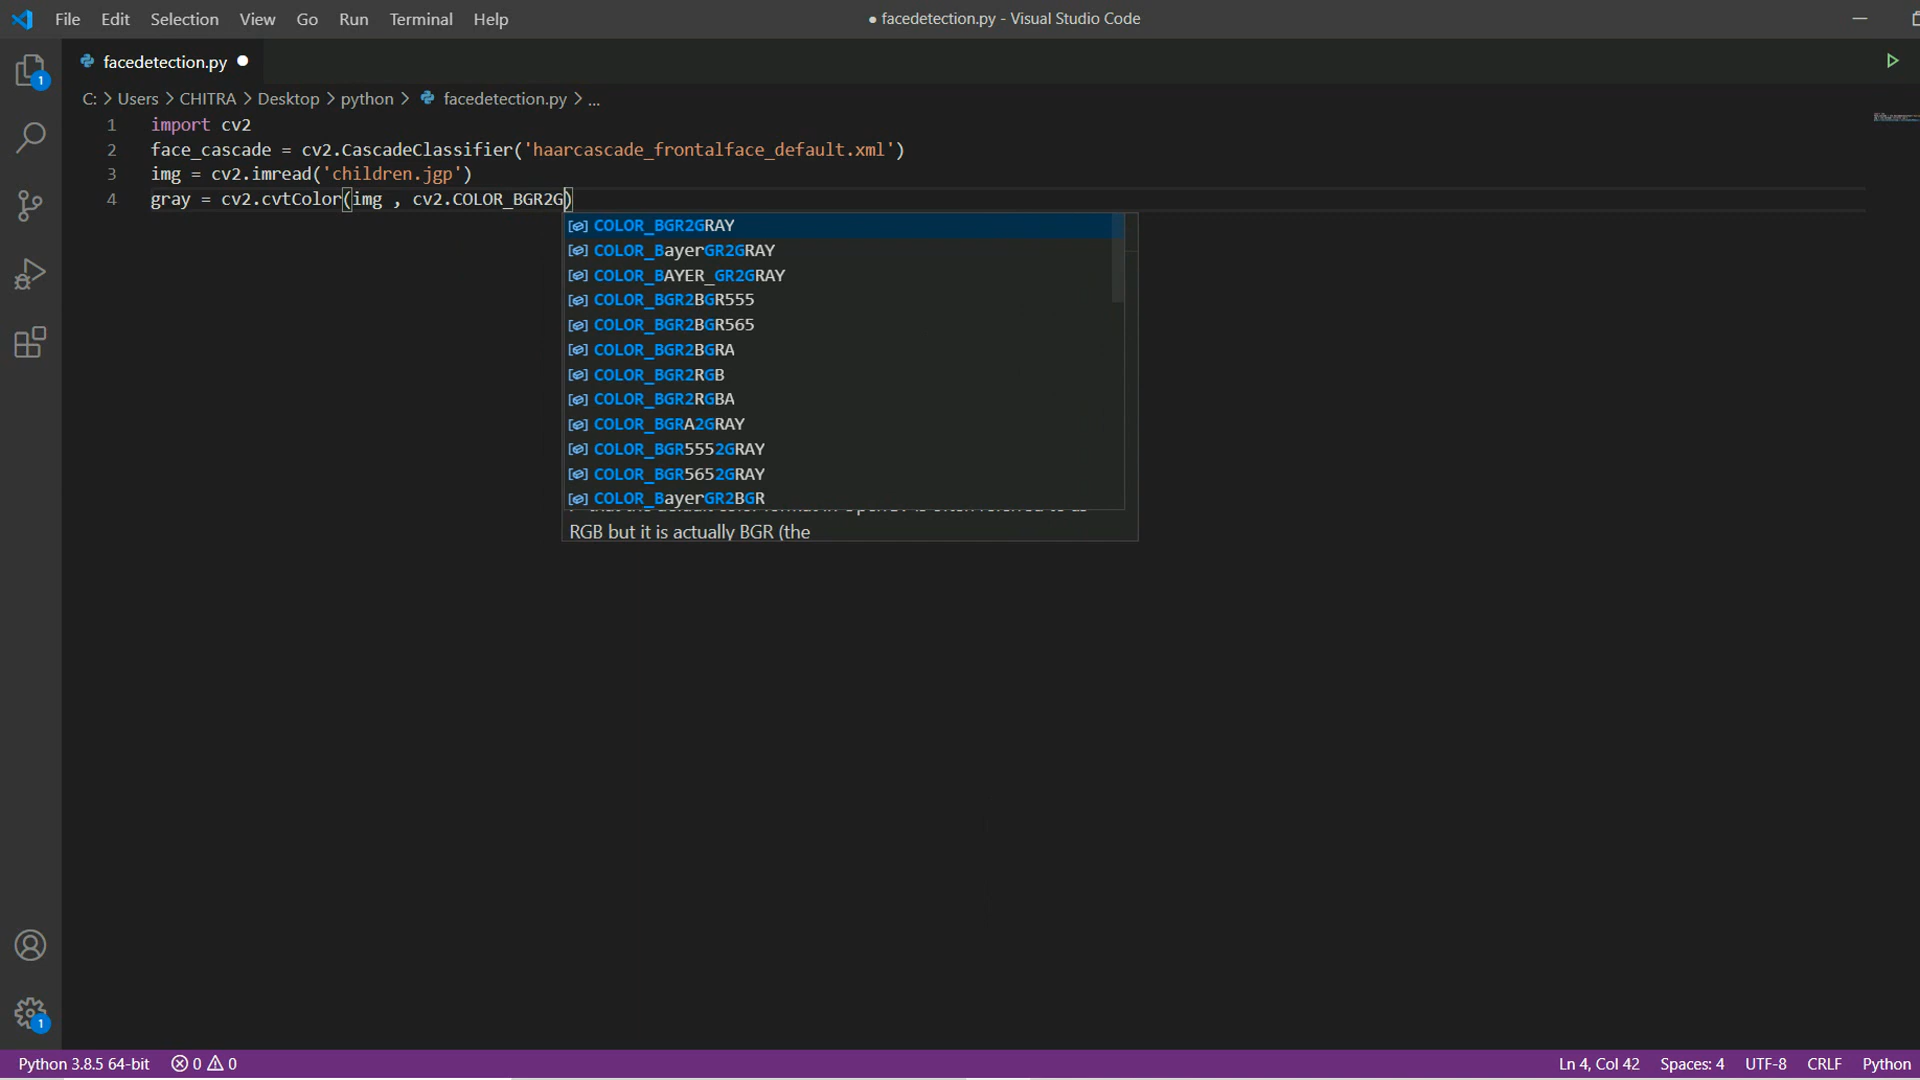 File Edit Selection View Go Run Terminal Help
● facedetection.py - Visual Studio Code
facedetection.py ●
1
C: > Users > CHITRA > Desktop > python > facedetection.py > ...
1 import cv2
2 face_cascade = cv2.CascadeClassifier('haarcascade_frontalface_default.xml')
3 img = cv2.imread('children.jgp')
4 gray = cv2.cvtColor(img , cv2.COLOR_BGR2G)
COLOR_BGR2GRAY
COLOR_BayerGR2GRAY
COLOR_BAYER_GR2GRAY
COLOR_BGR2BGR555
COLOR_BGR2BGR565
COLOR_BGR2BGRA
COLOR_BGR2RGB
COLOR_BGR2RGBA
COLOR_BGRA2GRAY
COLOR_BGR5552GRAY
COLOR_BGR5652GRAY
COLOR_BayerGR2BGR
RGB but it is actually BGR (the
1
Python 3.8.5 64-bit 0 0 Ln 4, Col 42 Spaces: 4 UTF-8 CRLF Python